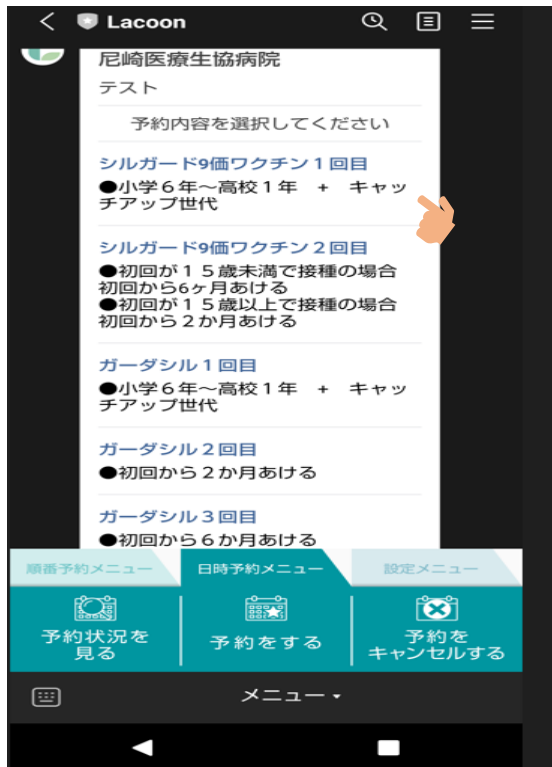 Lacoon
尼崎医療生協病院
テスト
予約内容を選択してください
シルガード9価ワクチン１回目
●小学６年～高校１年 + キャッ
チアップ世代
シルガード9価ワクチン２回目
●初回が１５歳未満で接種の場合
初回から6ヶ月あける
●初回が１５歳以上で接種の場合
初回から２か月あける
ガーダシル１回目
●小学６年～高校１年 + キャッ
チアップ世代
ガーダシル２回目
●初回から２か月あける
ガーダシル３回目
●初回から６か月あける
順番予約メニュー 日時予約メニュー 設定メニュー
予約状況を
見る
予約をする
予約を
キャンセルする
メニュー